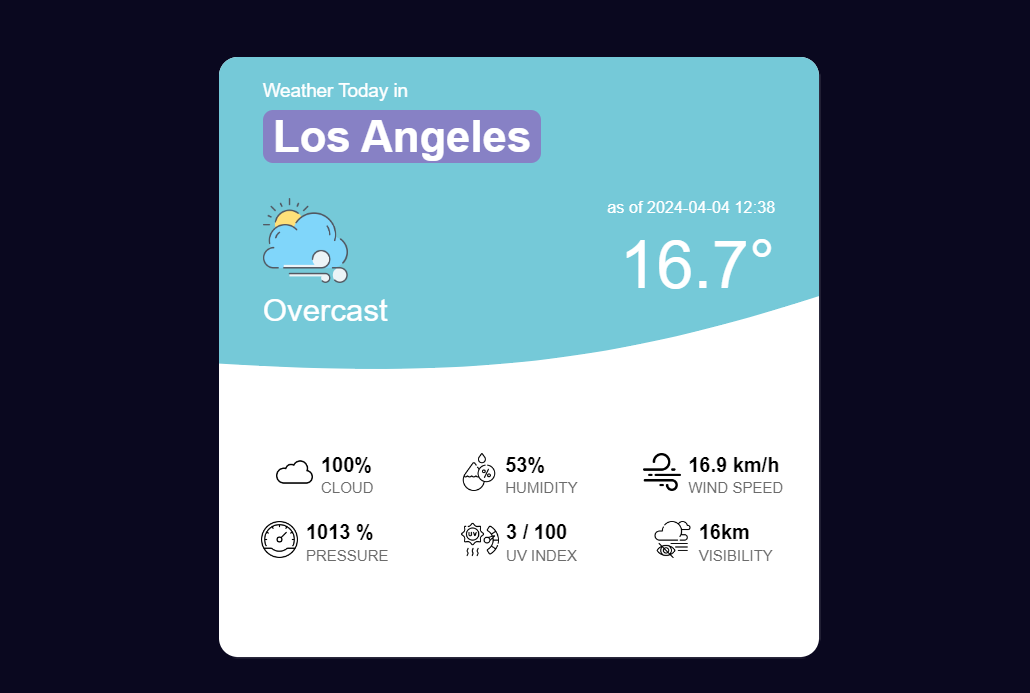 Weather Today in
Los Angeles
as of 2024-04-04 12:38
16.7°
Overcast
100%
CLOUD
53%
HUMIDITY
16.9 km/h
WIND SPEED
1013 %
PRESSURE
3 / 100
UV INDEX
16km
VISIBILITY
%
UV